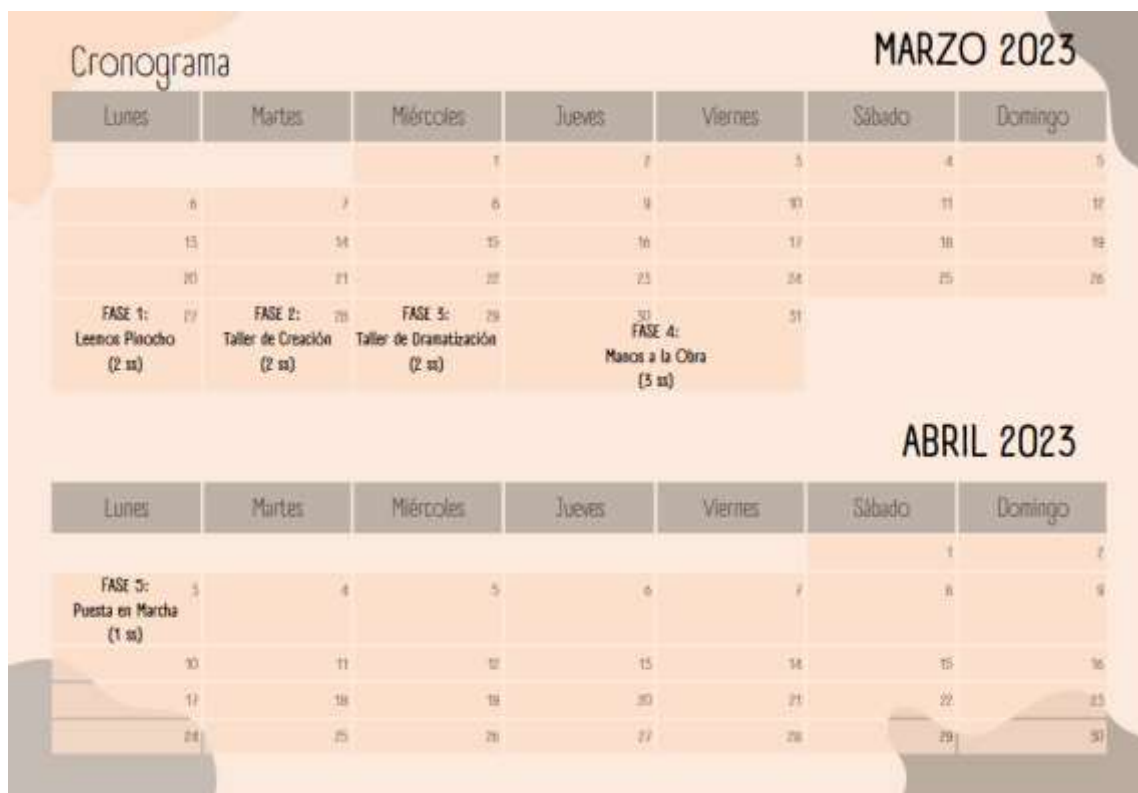 Cronograma
MARZO 2023
Lunes Martes Miércoles Jueves Viernes Sábado Domingo
1 2 3 4 5
6 7 8 9 10 11 12
13 14 15 16 17 18 19
20 21 22 23 24 25 26
FASE 1: 27 FASE 2: 28 FASE 3: 29 30 31
FASE 4:
Leemos Pinocho Taller de Creación Taller de Dramatización Manos a la Obra
(2 ss) (2 ss) (2 ss) (3 ss)
ABRIL 2023
Lunes Martes Miércoles Jueves Viernes Sábado Domingo
1 2
FASE 5: 3 4 5 6 7 8 9
Puesta en Marcha
(1 ss)
10 11 12 13 14 15 16
17 18 19 20 21 22 23
24 25 26 27 28 29 30